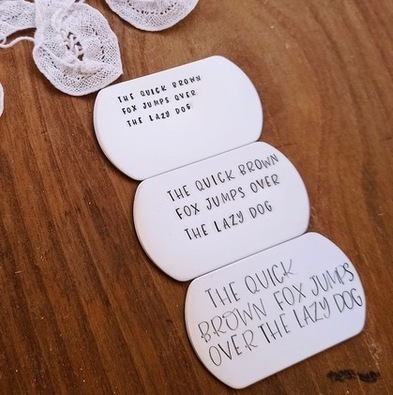 THE QUICK BROWN
FOX JUMPS OVER
THE LAZY DOG
THE QUICK BROWN
FOX JUMPS OVER
THE LAZY DOG
THE QUICK
BROWN FOX JUMPS
OVER THE LAZY DOG